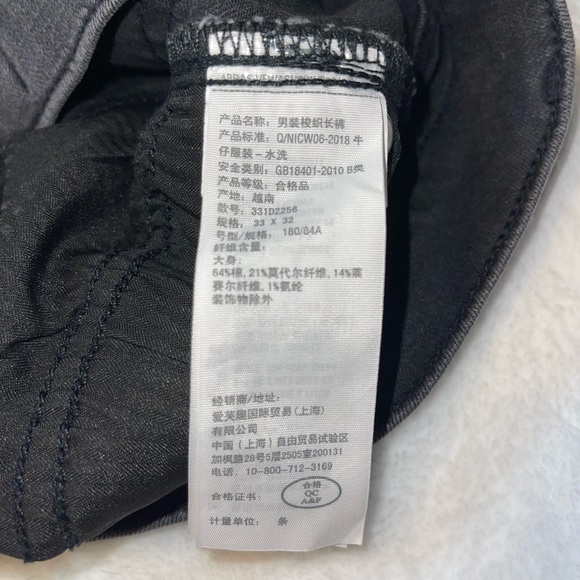 产品名称: 男装梭织长裤
产品标准: Q/NICW06-2018 牛
仔服装-水洗
安全类别: GB18401-2010 B类
产品等级: 合格品
产地: 越南
款号: 331D2256
规格: 33 X 32
号型/规格: 180/84A
纤维含量:
大身:
64%棉, 21%莫代尔纤维, 14%莱
赛尔纤维, 1%氨纶
装饰物除外
经销商/地址:
爱芙趣国际贸易(上海)
有限公司
中国(上海)自由贸易试验区
加枫路28号5层2505室200131
电话: 10-800-712-3169
合格证书: 合格
QC
A&F
计量单位: 条